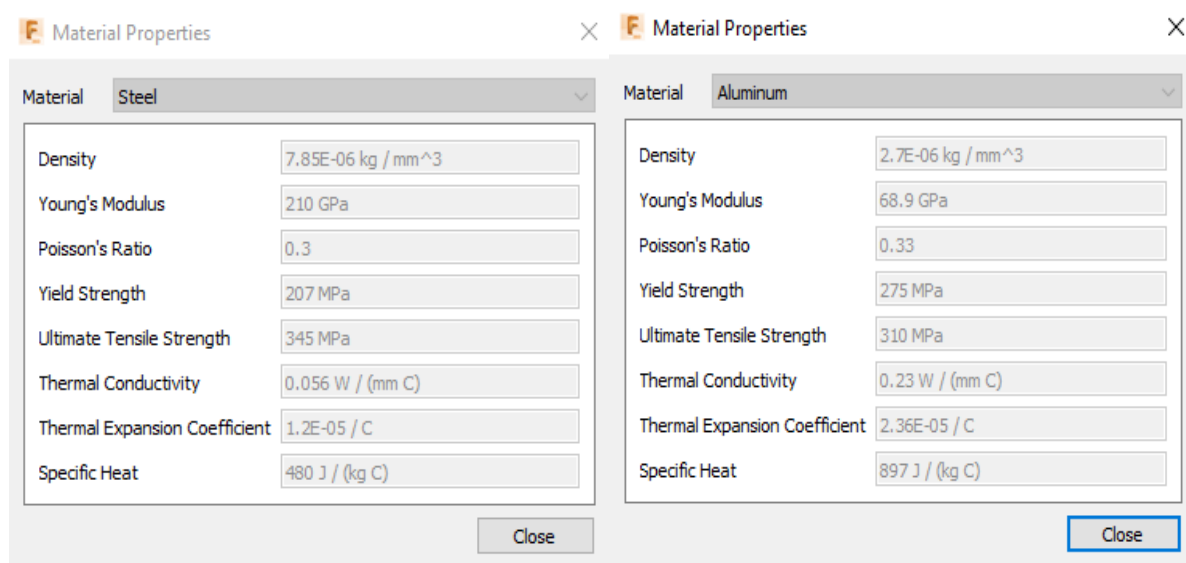 Material Properties
Material Steel
Density 7.85E-06 kg / mm^3
Young's Modulus 210 GPa
Poisson's Ratio 0.3
Yield Strength 207 MPa
Ultimate Tensile Strength 345 MPa
Thermal Conductivity 0.056 W / (mm C)
Thermal Expansion Coefficient 1.2E-05 / C
Specific Heat 480 J / (kg C)
Close
Material Properties
Material Aluminum
Density 2.7E-06 kg / mm^3
Young's Modulus 68.9 GPa
Poisson's Ratio 0.33
Yield Strength 275 MPa
Ultimate Tensile Strength 310 MPa
Thermal Conductivity 0.23 W / (mm C)
Thermal Expansion Coefficient 2.36E-05 / C
Specific Heat 897 J / (kg C)
Close